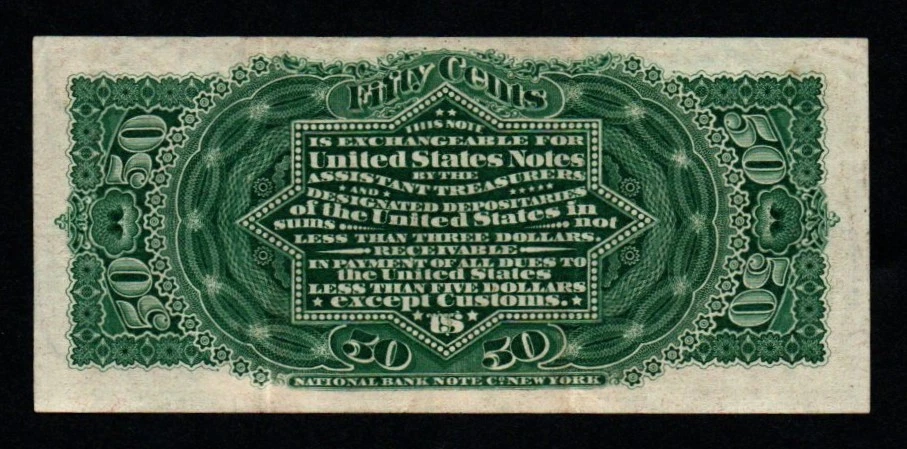 Fifty Cents
THIS NOTE
IS EXCHANGEABLE FOR
United States Notes
BY THE
ASSISTANT TREASURERS
AND
DESIGNATED DEPOSITARIES
of the United States in
sums not
LESS THAN THREE DOLLARS
RECEIVABLE
IN PAYMENT OF ALL DUES TO
the United States
LESS THAN FIVE DOLLARS
except Customs.
US
50 50
50 50
50 50
NATIONAL BANK NOTE Co. NEW YORK